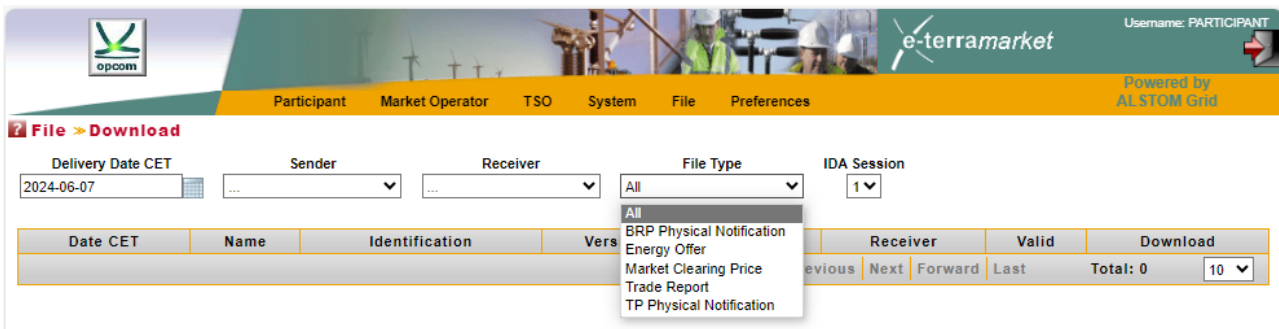 opcom
e-terramarket
Username: PARTICIPANT
Powered by
ALSTOM Grid
Participant Market Operator TSO System File Preferences
? File Download
Delivery Date CET Sender Receiver File Type IDA Session
2024-06-07 ... ... All 1
All
BRP Physical Notification
Energy Offer
Market Clearing Price
Trade Report
TP Physical Notification
Date CET Name Identification Vers Receiver Valid Download
evious Next Forward Last Total: 0 10